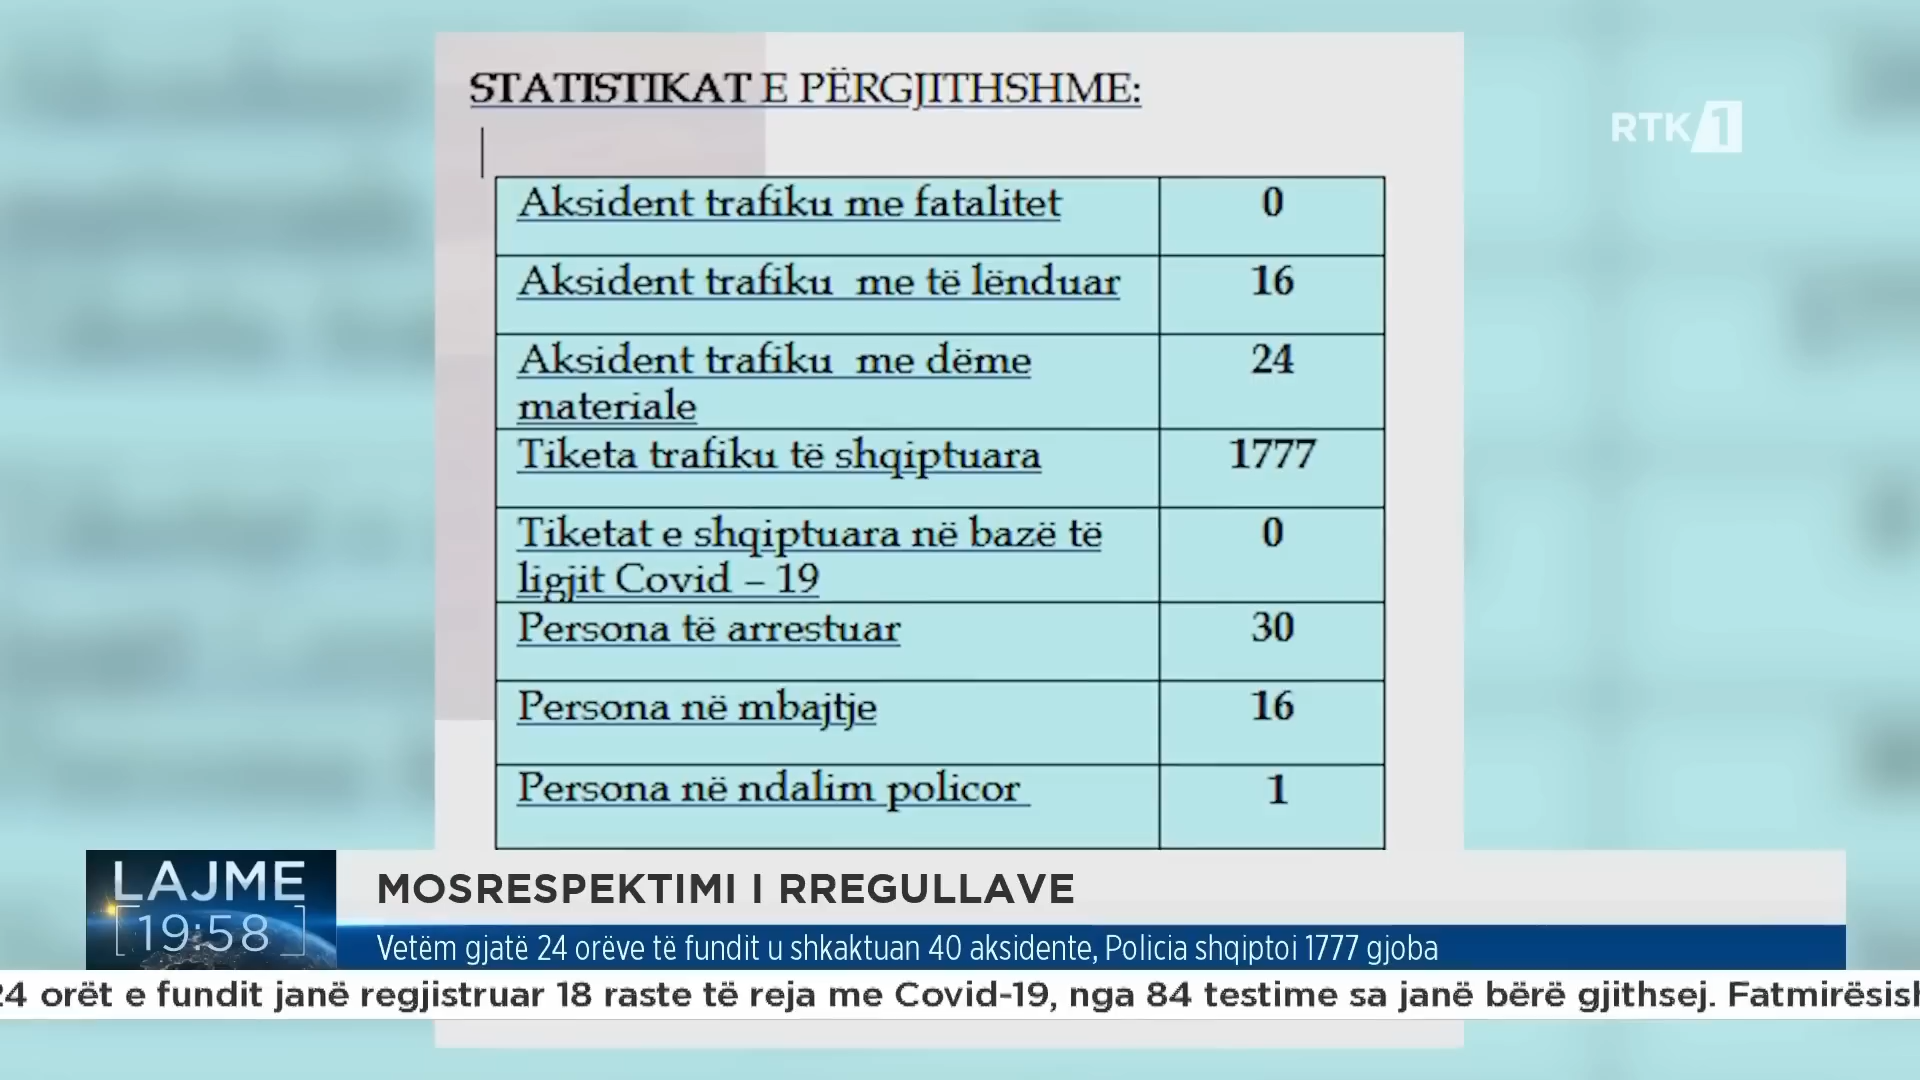 STATISTIKAT E PËRGJITHSHME:
RTK 1
Aksident trafiku me fatalitet 0
Aksident trafiku me të lënduar 16
Aksident trafiku me dëme 24
materiale
Tiketa trafiku të shqiptuara 1777
Tiketat e shqiptuara në bazë të 0
ligjit Covid – 19
Persona të arrestuar 30
Persona në mbajtje 16
Persona në ndalim policor 1
LAJME
19:58
MOSRESPEKTIMI I RREGULLAVE
Vetëm gjatë 24 orëve të fundit u shkaktuan 40 aksidente, Policia shqiptoi 1777 gjoba
24 orët e fundit janë regjistruar 18 raste të reja me Covid-19, nga 84 testime sa janë bërë gjithsej. Fatmirësish